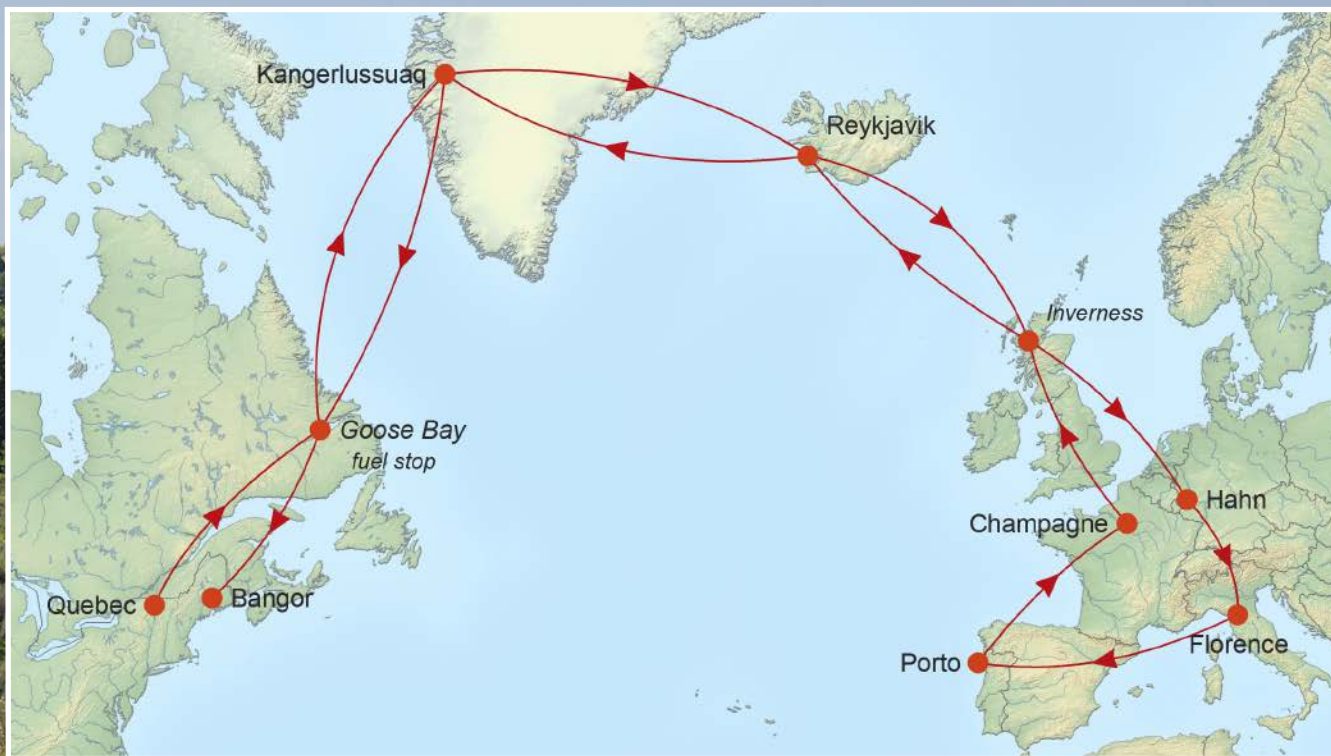 Kangerlussuaq
Reykjavik
Inverness
Goose Bay
fuel stop
Hahn
Champagne
Quebec
Bangor
Florence
Porto